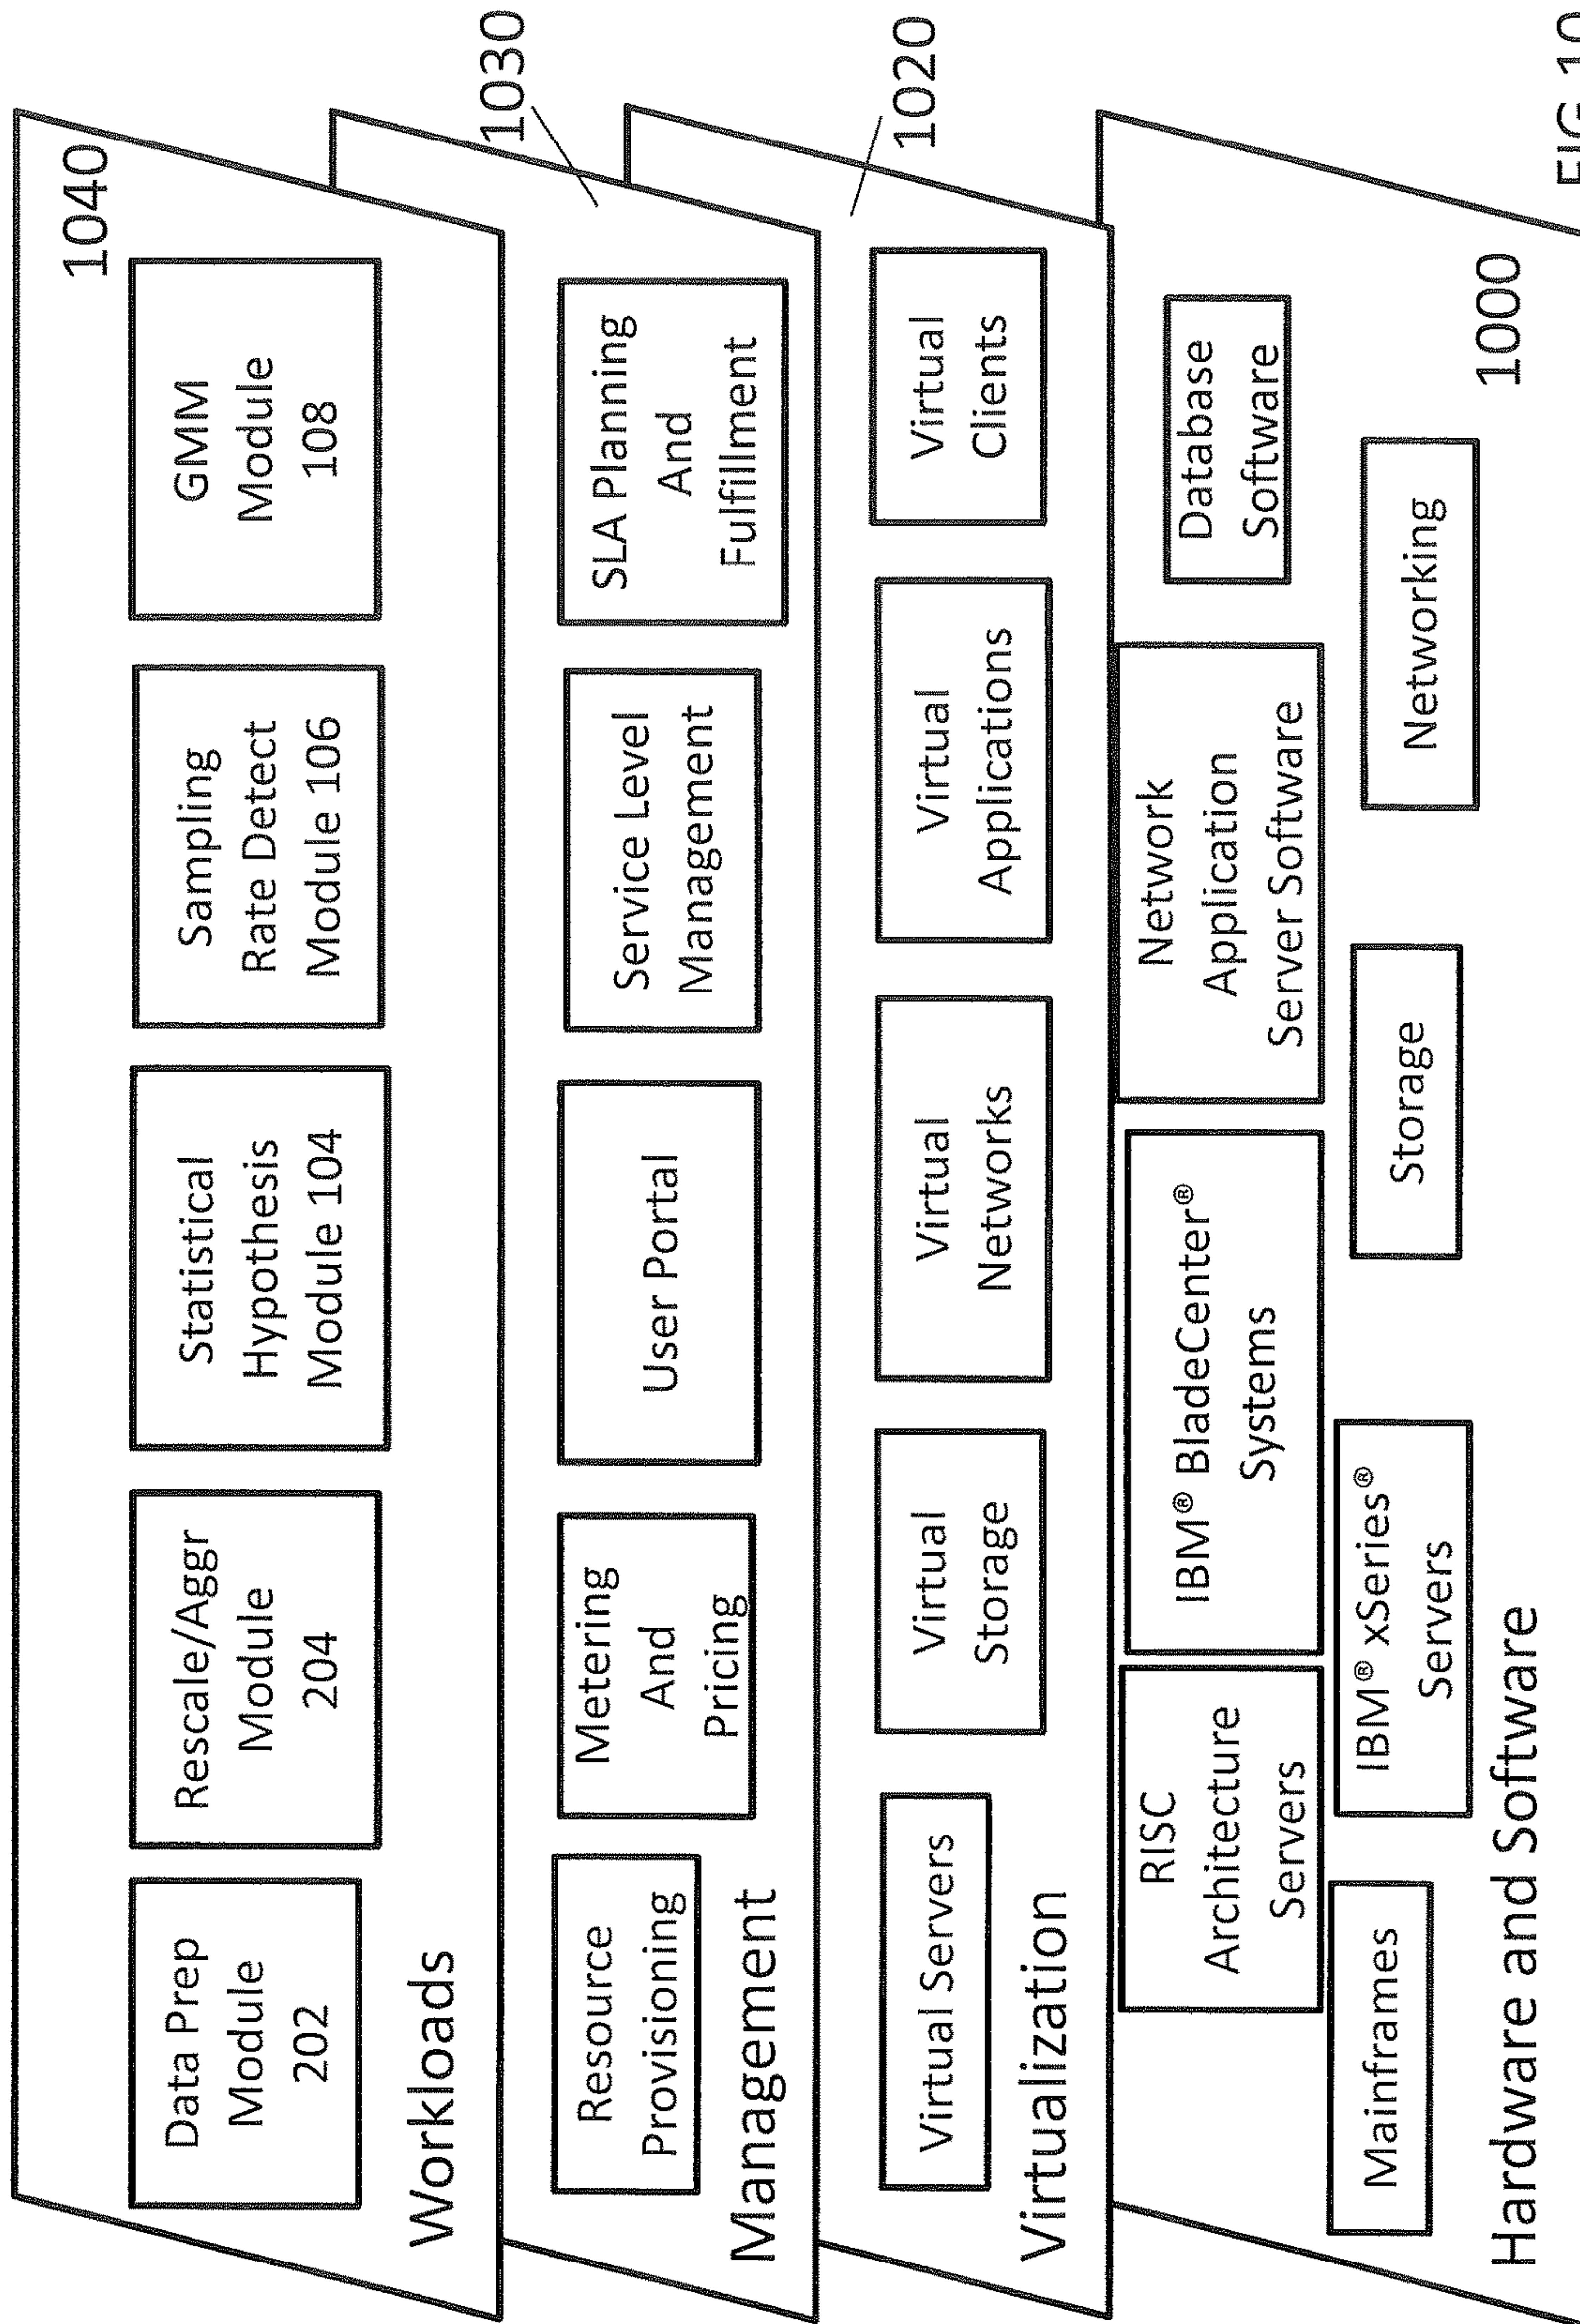 1040
Data Prep
Module
202
Rescale/Aggr
Module
204
Statistical
Hypothesis
Module 104
Sampling
Rate Detect
Module 106
GMM
Module
108
Workloads
1030
Resource
Provisioning
Metering
And
Pricing
User Portal
Service Level
Management
SLA Planning
And
Fulfillment
Management
1020
Virtual Servers
Virtual
Storage
Virtual
Networks
Virtual
Applications
Virtual
Clients
Virtualization
RISC
Architecture
Servers
IBM® BladeCenter®
Systems
Network
Application
Server Software
Database
Software
Mainframes
IBM® xSeries®
Servers
Storage
Networking
1000
Hardware and Software
FIG 10